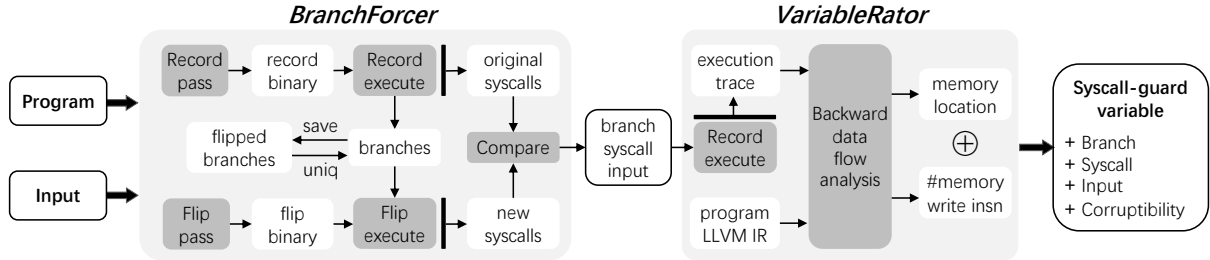 BranchForcer
VariableRator
Program
Input
Record
pass
record
binary
Record
execute
original
syscalls
flipped
branches
save
uniq
branches
Compare
Flip
pass
flip
binary
Flip
execute
new
syscalls
branch
syscall
input
execution
trace
Record
execute
program
LLVM IR
Backward
data
flow
analysis
memory
location
#memory
write insn
Syscall-guard
variable
+ Branch
+ Syscall
+ Input
+ Corruptibility